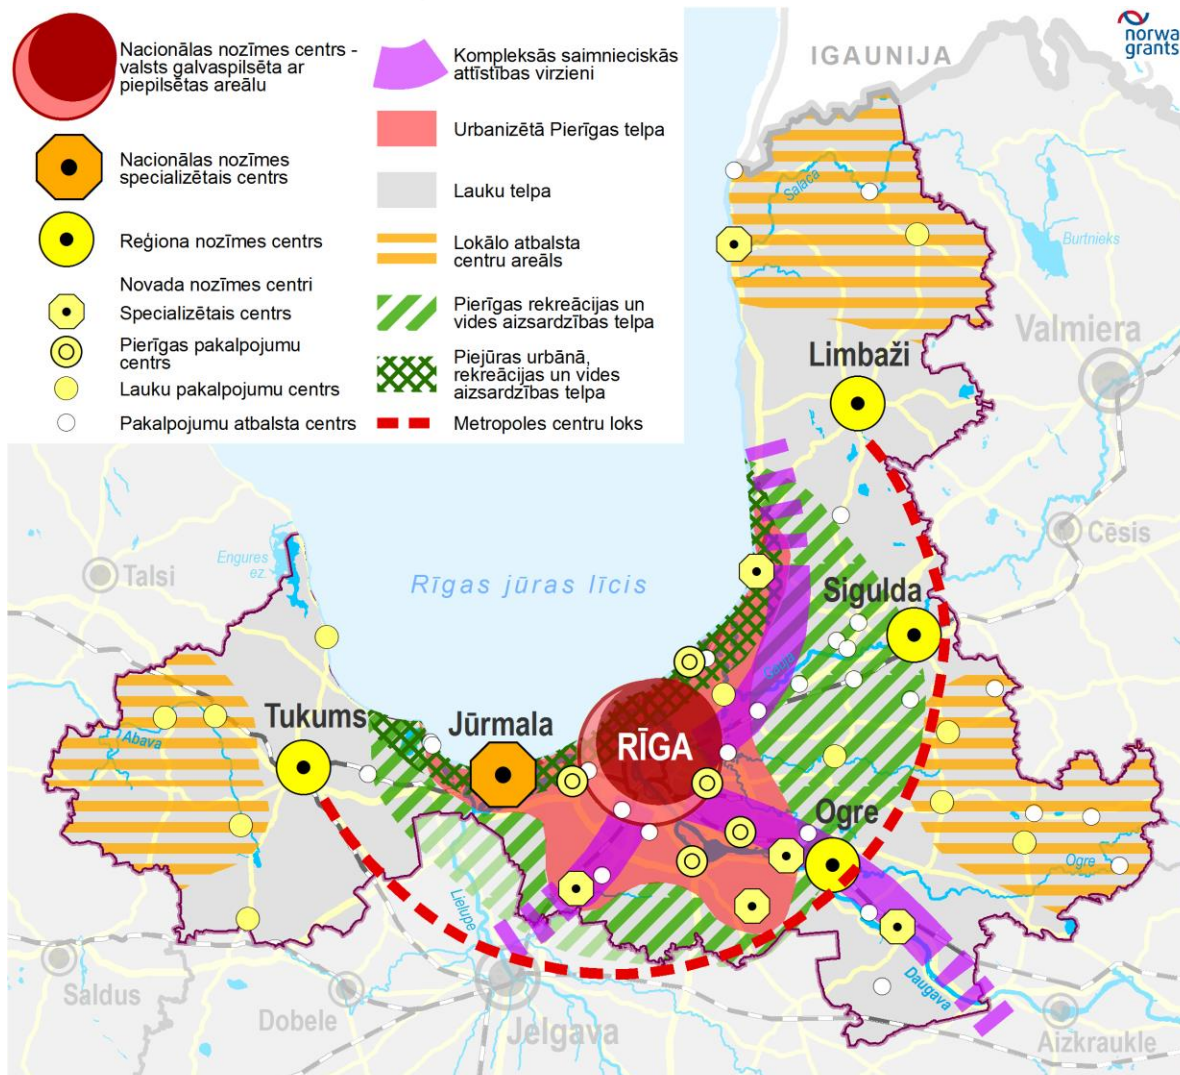 Nacionālas nozīmes centrs -
valsts galvaspilsēta ar
piepilsētas areālu
Nacionālas nozīmes
specializētais centrs
Reģiona nozīmes centrs
Novada nozīmes centri
Specializētais centrs
Pierīgas pakalpojumu
centrs
Lauku pakalpojumu centrs
Pakalpojumu atbalsta centrs
Kompleksās saimnieciskās
attīstības virzieni
Urbanizētā Pierīgas telpa
Lauku telpa
Lokālo atbalsta
centru areāls
Pierīgas rekreācijas un
vides aizsardzības telpa
Piejūras urbānā,
rekreācijas un vides
aizsardzības telpa
Metropoles centru loks
norwa
grants
IGAUNIJA
Salaca
Burtnieks
Valmiera
Limbaži
Cēsis
Engures
ez.
Talsi
Rīgas jūras līcis
Sigulda
Gauja
Tukums
Jūrmala
RĪGA
Abava
Ogre
Ogre
Lielupe
Daugava
Saldus
Dobele
Jelgava
Aizkraukle